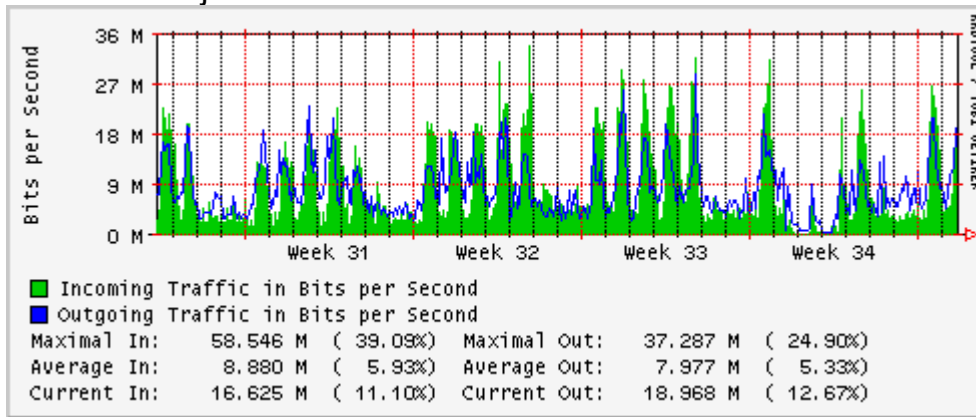 Bits per Second
36 M
27 M
18 M
9 M
0 M
Week 31 Week 32 Week 33 Week 34
Incoming Traffic in Bits per Second
Outgoing Traffic in Bits per Second
Maximal In: 58.546 M ( 39.09%) Maximal Out: 37.287 M ( 24.90%)
Average In: 8.880 M ( 5.93%) Average Out: 7.977 M ( 5.33%)
Current In: 16.625 M ( 11.10%) Current Out: 18.968 M ( 12.67%)